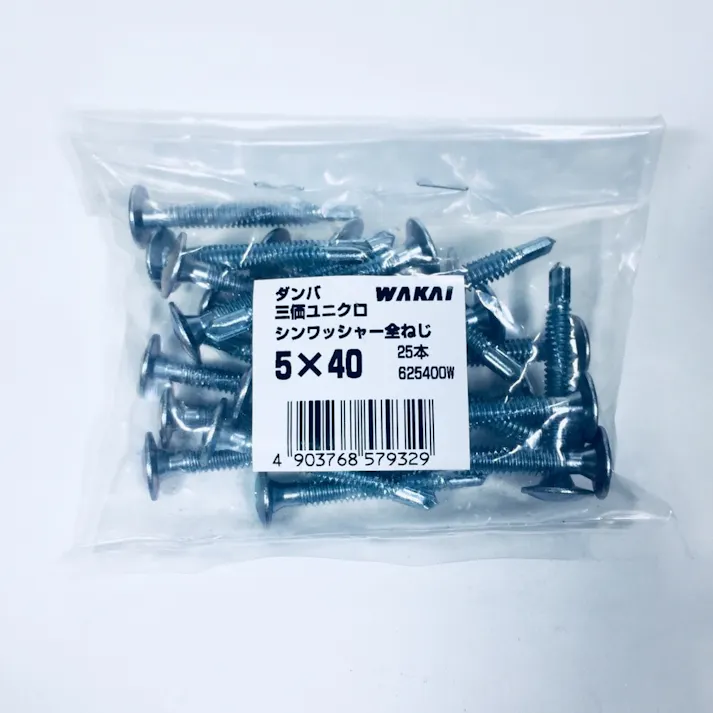 ダンバ WAKAI
三価ユニクロ
シンワッシャー全ねじ
5×40 25本
625400W
4 903768 579329